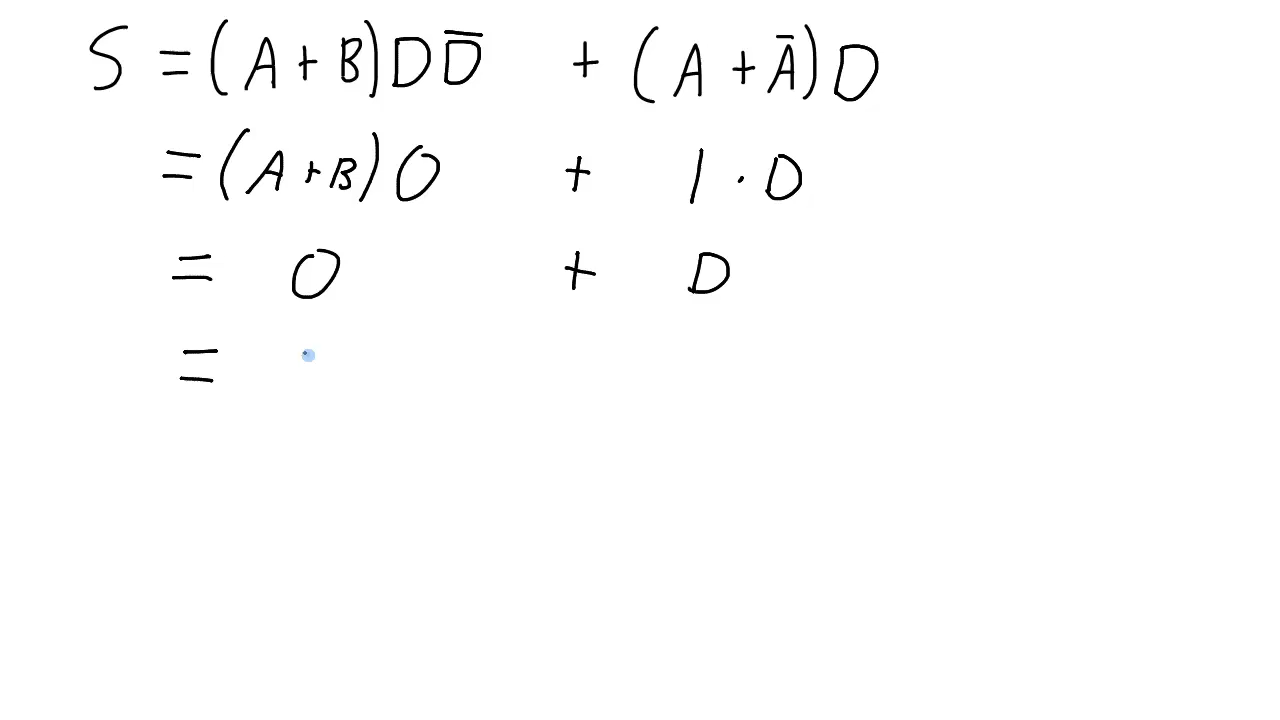 S = (A + B) D D̅ + (A + A̅) D
= (A + B) 0 + 1 · D
= 0 + D
=